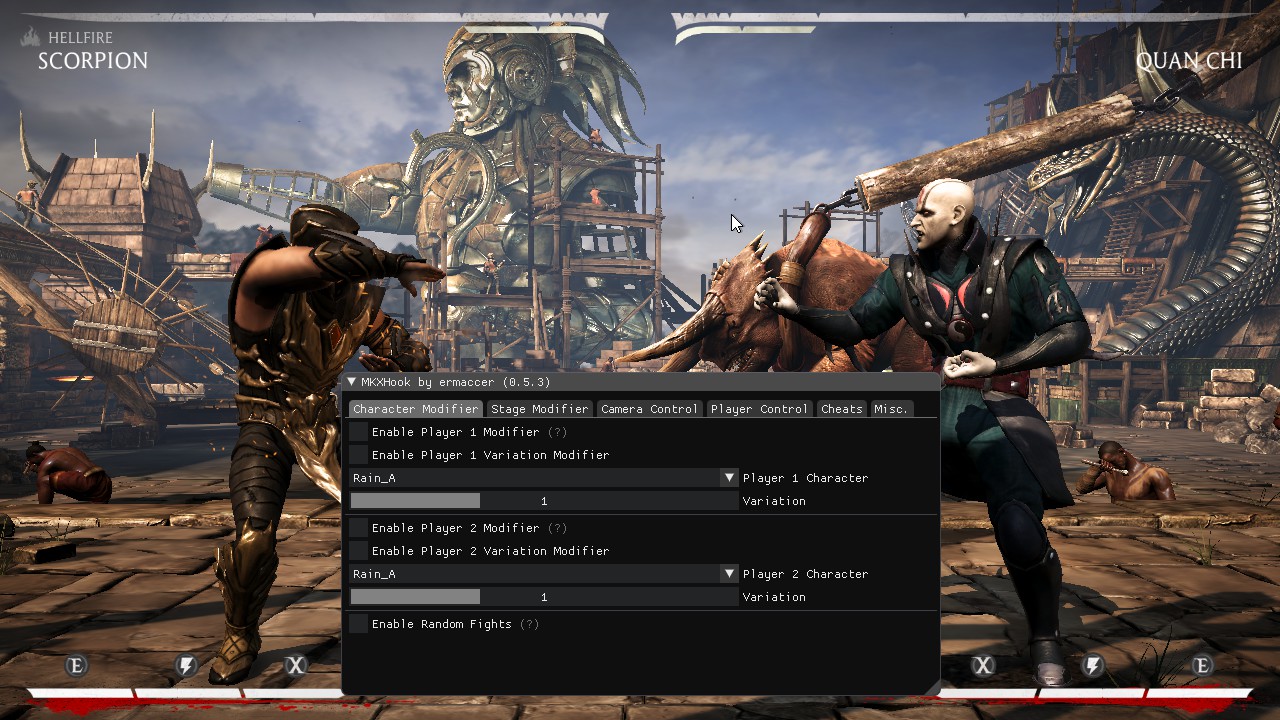 HELLFIRE
SCORPION
QUAN CHI
MKXHook by ermaccer (0.5.3)
Character Modifier Stage Modifier Camera Control Player Control Cheats Misc.
Enable Player 1 Modifier (?)
Enable Player 1 Variation Modifier
Rain_A Player 1 Character
1 Variation
Enable Player 2 Modifier (?)
Enable Player 2 Variation Modifier
Rain_A Player 2 Character
1 Variation
Enable Random Fights (?)
E X X E